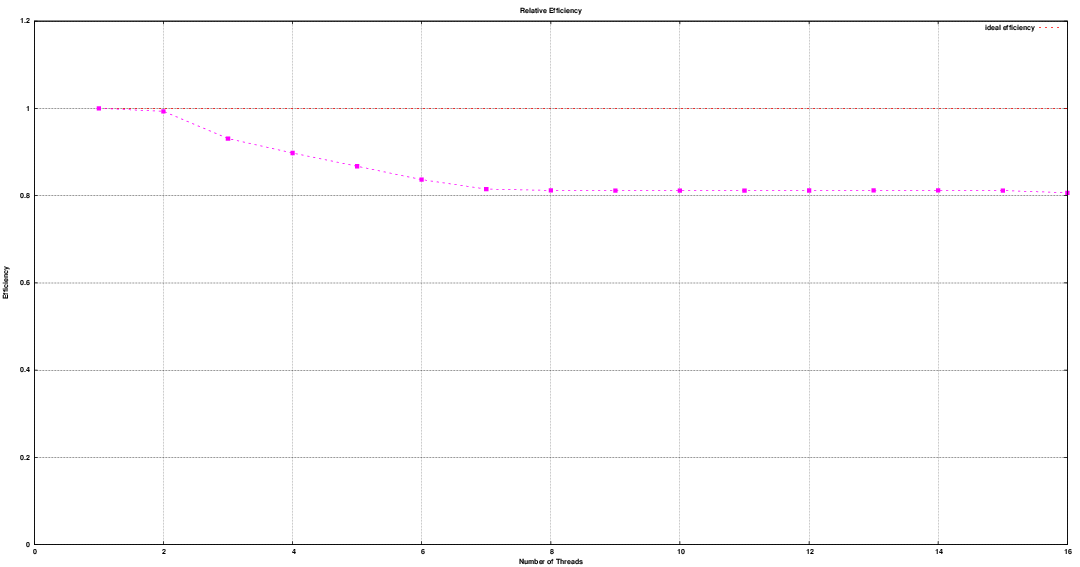 Relative Efficiency
1.2
ideal efficiency
1
0.8
0.6
0.4
0.2
0
Efficiency
0 2 4 6 8 10 12 14 16
Number of Threads